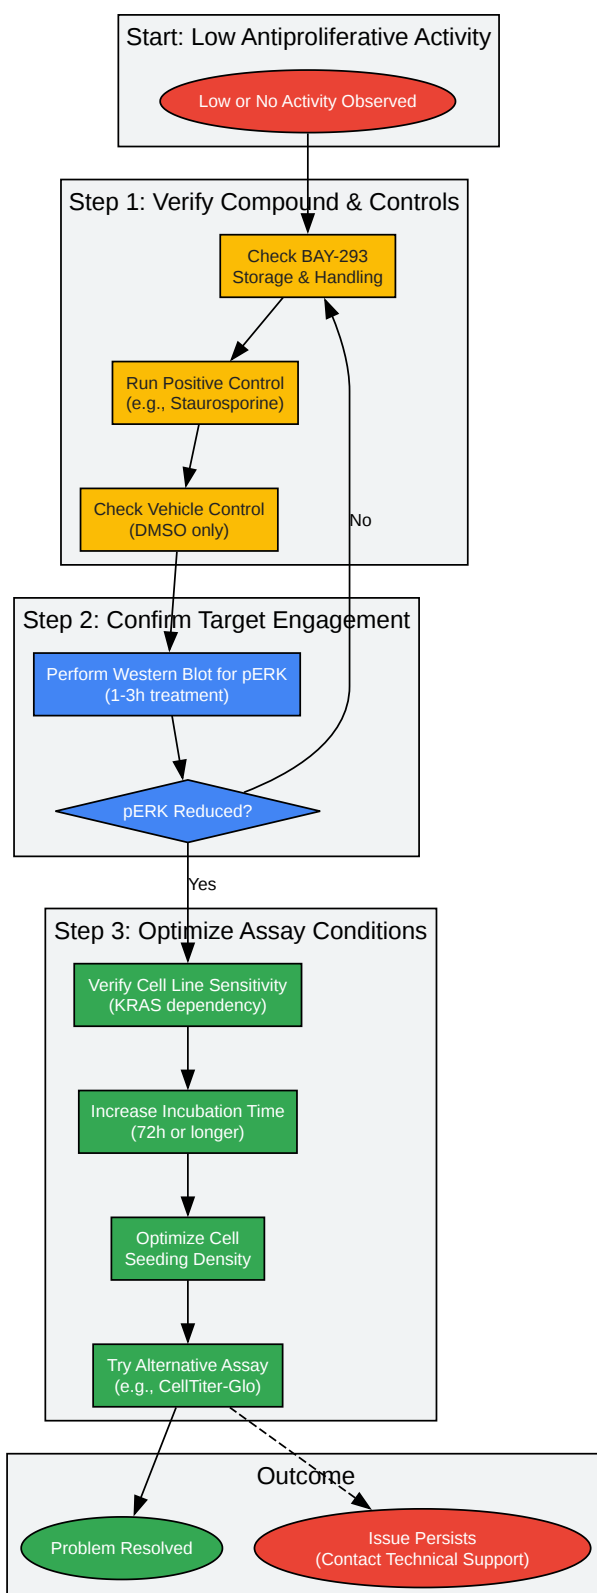 Start: Low Antiproliferative Activity
Low or No Activity Observed
Step 1: Verify Compound & Controls
Check BAY-293
Storage & Handling
Run Positive Control
(e.g., Staurosporine)
Check Vehicle Control
(DMSO only)
No
Step 2: Confirm Target Engagement
Perform Western Blot for pERK
(1-3h treatment)
pERK Reduced?
Yes
Step 3: Optimize Assay Conditions
Verify Cell Line Sensitivity
(KRAS dependency)
Increase Incubation Time
(72h or longer)
Optimize Cell
Seeding Density
Try Alternative Assay
(e.g., CellTiter-Glo)
Outcome
Problem Resolved
Issue Persists
(Contact Technical Support)